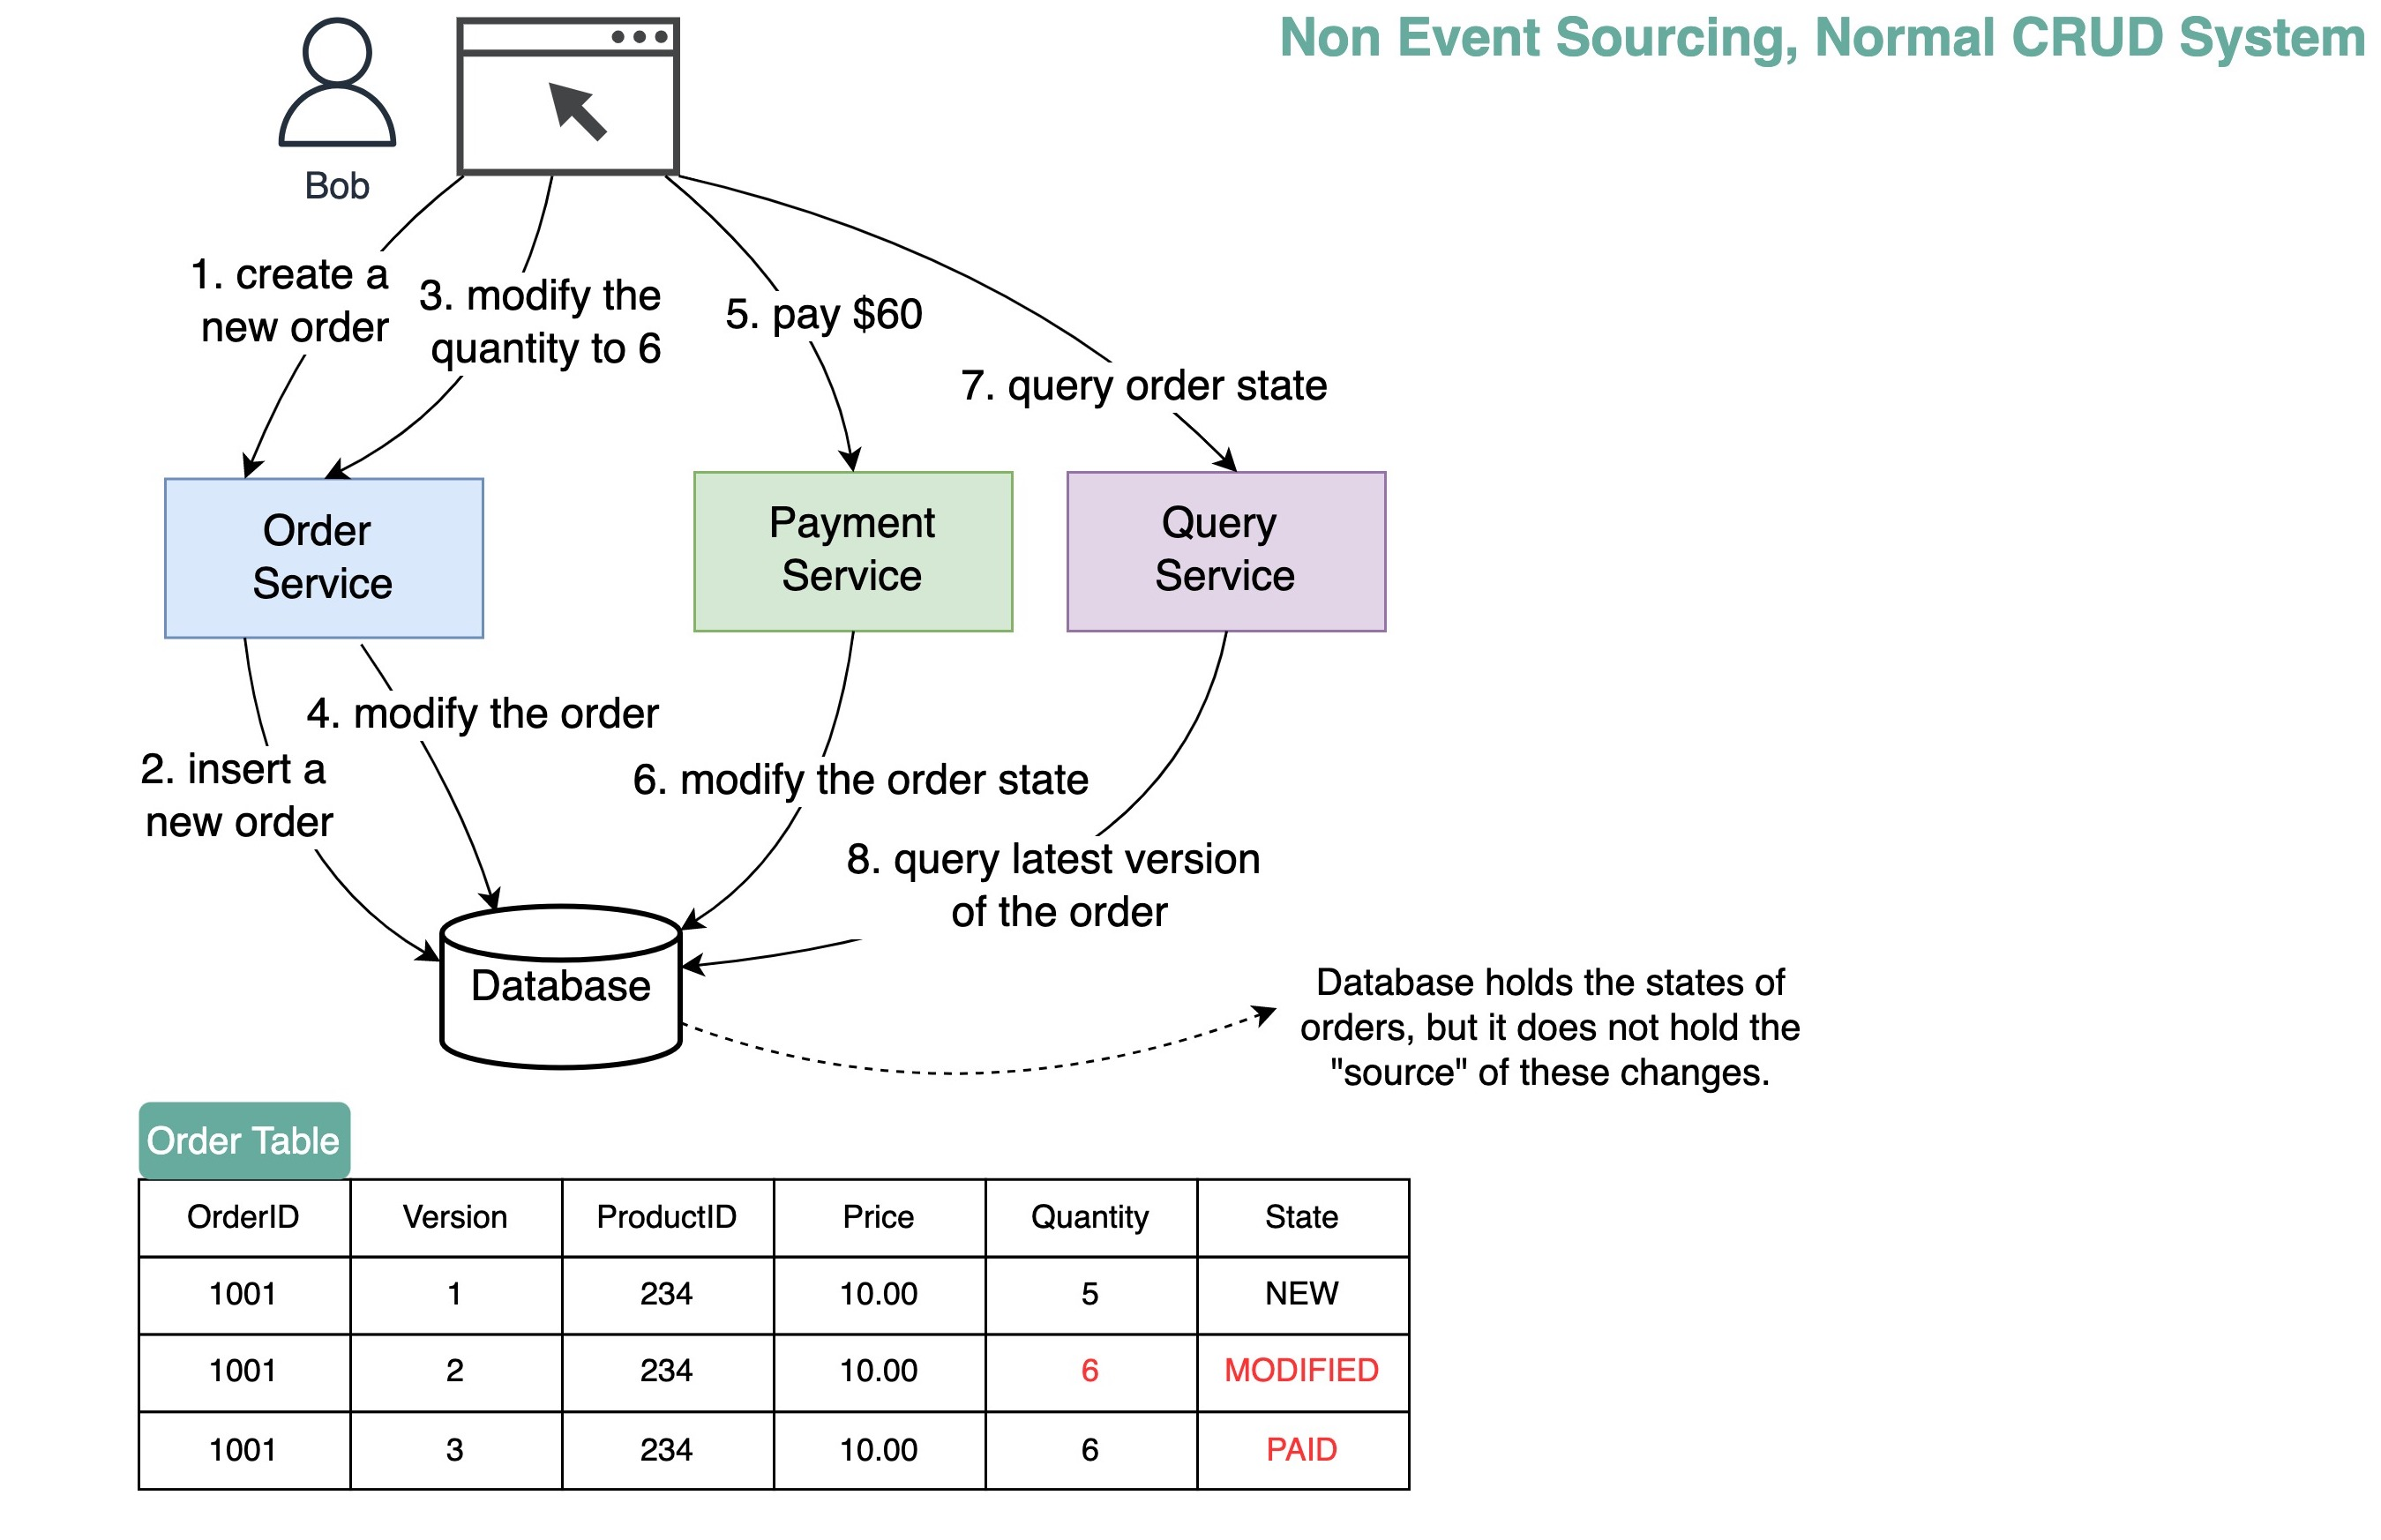 Non Event Sourcing, Normal CRUD System
Bob
1. create a
new order
3. modify the
quantity to 6
5. pay $60
7. query order state
Order
Service
Payment
Service
Query
Service
4. modify the order
2. insert a
new order
6. modify the order state
8. query latest version
of the order
Database
Database holds the states of
orders, but it does not hold the
"source" of these changes.
Order Table
OrderID Version ProductID Price Quantity State
1001 1 234 10.00 5 NEW
1001 2 234 10.00 6 MODIFIED
1001 3 234 10.00 6 PAID